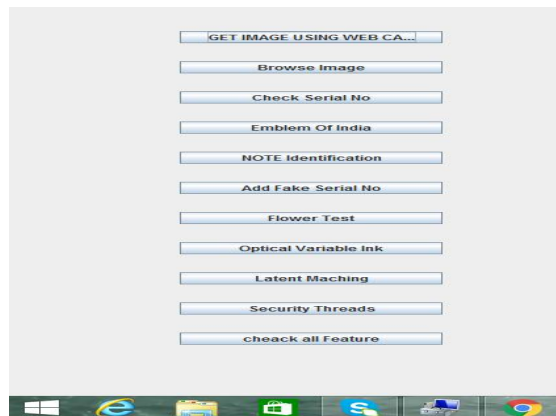 GET IMAGE USING WEB CA...
Browse Image
Check Serial No
Emblem Of India
NOTE Identification
Add Fake Serial No
Flower Test
Optical Variable Ink
Latent Maching
Security Threads
cheack all Feature